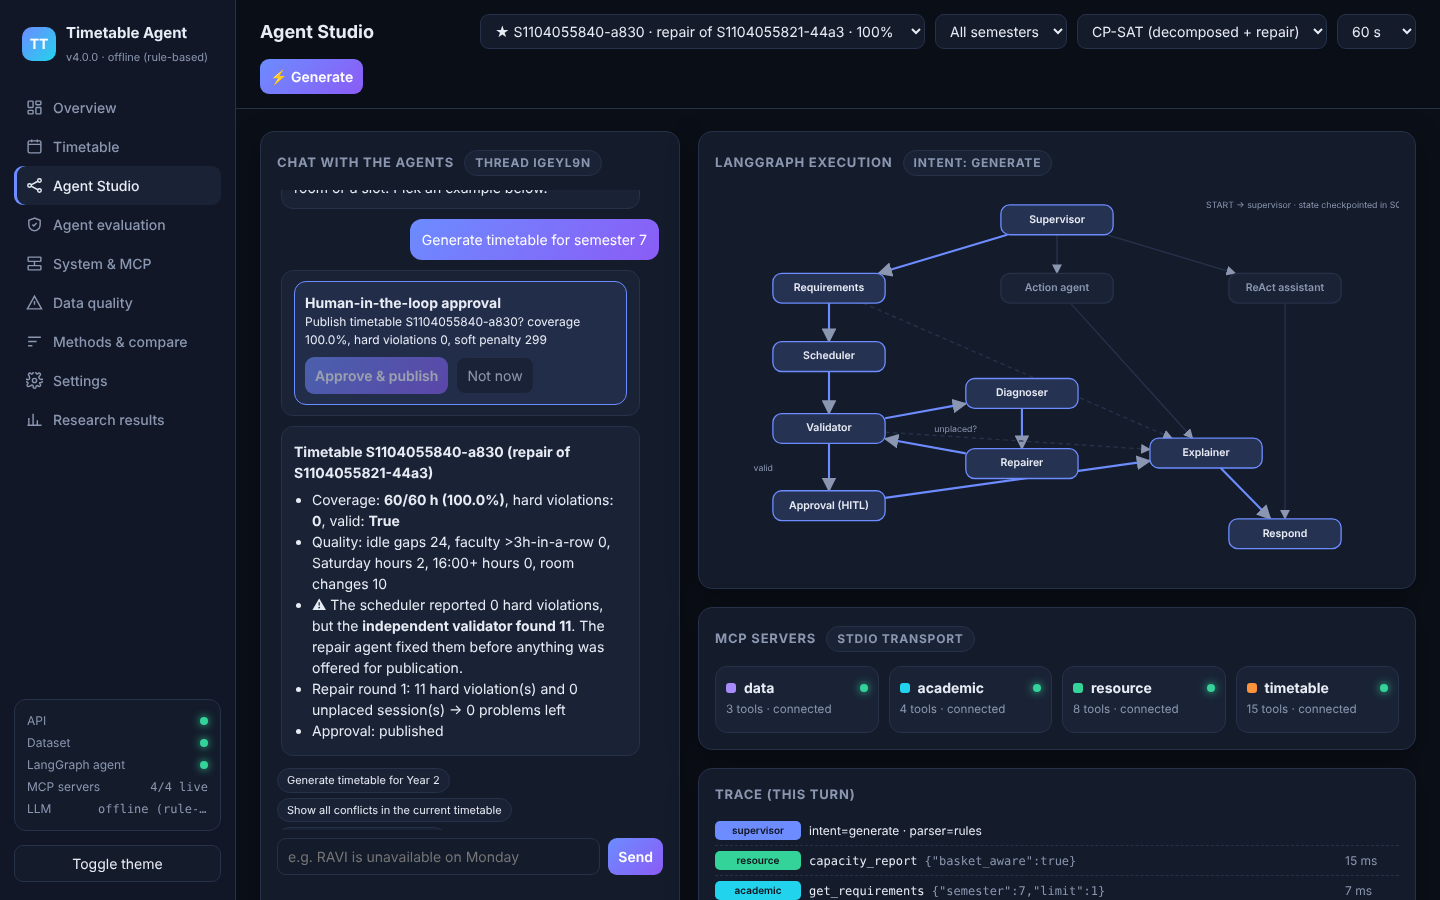 TT
Timetable Agent
v4.0.0 · offline (rule-based)
Overview
Timetable
Agent Studio
Agent evaluation
System & MCP
Data quality
Methods & compare
Settings
Research results
API
Dataset
LangGraph agent
MCP servers 4/4 live
LLM offline (rule-…
Toggle theme
Agent Studio
★ S1104055840-a830 · repair of S1104055821-44a3 · 100%
All semesters
CP-SAT (decomposed + repair)
60 s
⚡ Generate
CHAT WITH THE AGENTS
THREAD IGEYL9N
room or a slot? Pick an example below.
Generate timetable for semester 7
Human-in-the-loop approval
Publish timetable S1104055840-a830? coverage
100.0%, hard violations 0, soft penalty 299
Approve & publish
Not now
Timetable S1104055840-a830 (repair of
S1104055821-44a3)
• Coverage: 60/60 h (100.0%), hard violations:
0, valid: True
• Quality: idle gaps 24, faculty >3h-in-a-row 0,
Saturday hours 2, 16:00+ hours 0, room
changes 10
• ⚠ The scheduler reported 0 hard violations,
but the independent validator found 11. The
repair agent fixed them before anything was
offered for publication.
• Repair round 1: 11 hard violation(s) and 0
unplaced session(s) → 0 problems left
• Approval: published
Generate timetable for Year 2
Show all conflicts in the current timetable
e.g. RAVI is unavailable on Monday
Send
LANGGRAPH EXECUTION
INTENT: GENERATE
START → supervisor · state checkpointed in
Supervisor
Requirements
Action agent
ReAct assistant
Scheduler
Diagnoser
Validator
unplaced?
Explainer
Repairer
valid
Approval (HITL)
Respond
MCP SERVERS
STDIO TRANSPORT
data
3 tools · connected
academic
4 tools · connected
resource
8 tools · connected
timetable
15 tools · connected
TRACE (THIS TURN)
supervisor intent=generate · parser=rules
resource capacity_report {"basket_aware":true} 15 ms
academic get_requirements {"semester":7,"limit":1} 7 ms